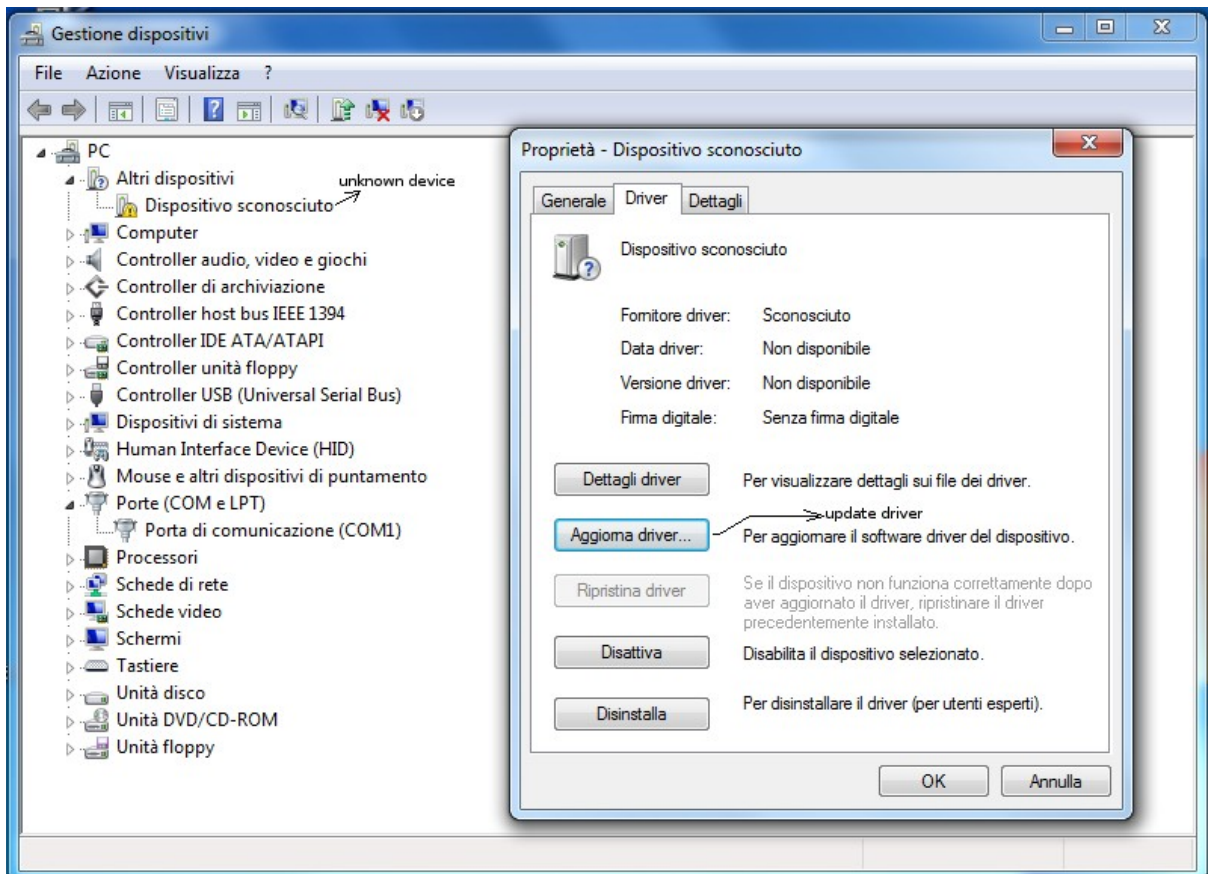 Gestione dispositivi
File Azione Visualizza ?
PC
Altri dispositivi
unknown device
Dispositivo sconosciuto
Computer
Controller audio, video e giochi
Controller di archiviazione
Controller host bus IEEE 1394
Controller IDE ATA/ATAPI
Controller unità floppy
Controller USB (Universal Serial Bus)
Dispositivi di sistema
Human Interface Device (HID)
Mouse e altri dispositivi di puntamento
Porte (COM e LPT)
Porta di comunicazione (COM1)
Processori
Schede di rete
Schede video
Schermi
Tastiere
Unità disco
Unità DVD/CD-ROM
Unità floppy
Proprietà - Dispositivo sconosciuto
Generale Driver Dettagli
Dispositivo sconosciuto
Fornitore driver: Sconosciuto
Data driver: Non disponibile
Versione driver: Non disponibile
Firma digitale: Senza firma digitale
Dettagli driver Per visualizzare dettagli sui file dei driver.
update driver
Aggiorna driver... Per aggiornare il software driver del dispositivo.
Ripristina driver Se il dispositivo non funziona correttamente dopo
aver aggiornato il driver, ripristinare il driver
precedentemente installato.
Disattiva Disabilita il dispositivo selezionato.
Disinstalla Per disinstallare il driver (per utenti esperti).
OK Annulla